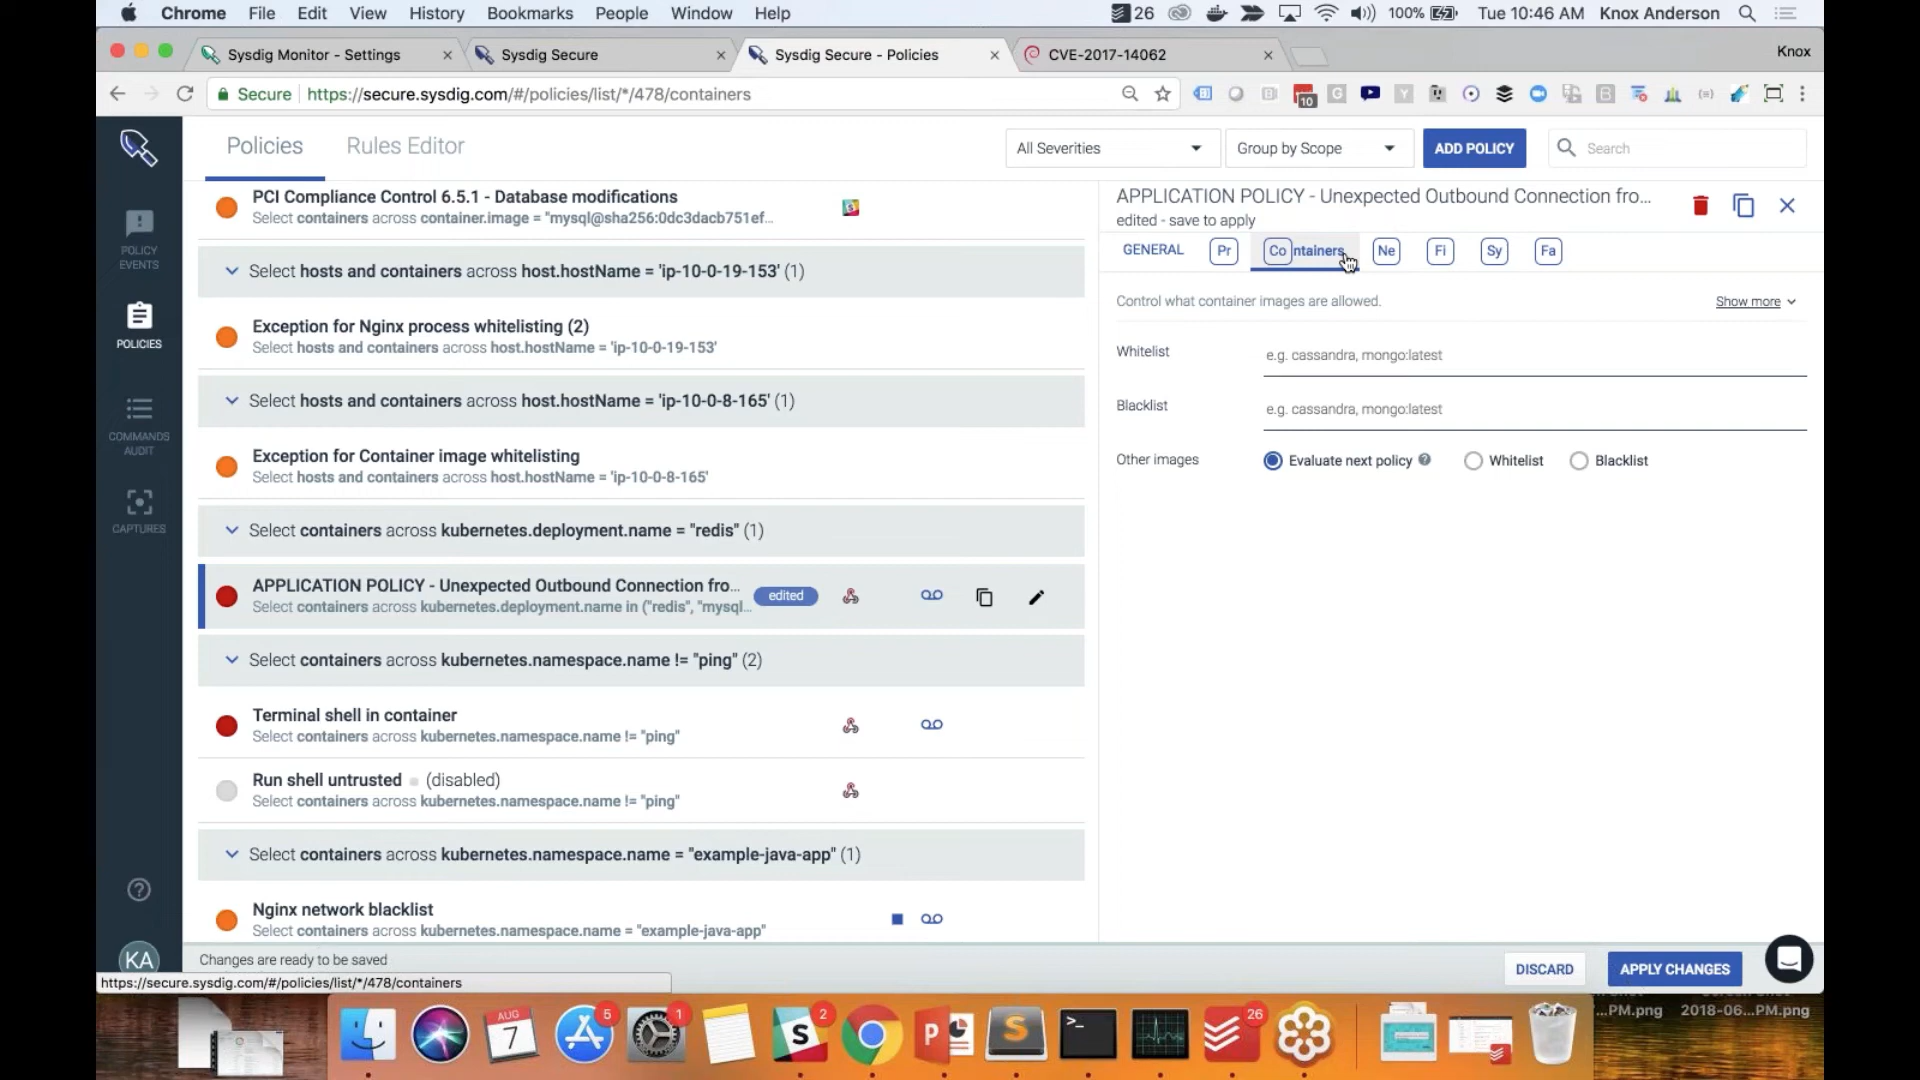 Chrome File Edit View History Bookmarks People Window Help 26 100% Tue 10:46 AM Knox Anderson
Sysdig Monitor - Settings × Sysdig Secure × Sysdig Secure - Policies × CVE-2017-14062 × Knox
Secure https://secure.sysdig.com/#/policies/list/*/478/containers 10
Policies Rules Editor All Severities Group by Scope ADD POLICY Search
POLICY
EVENTS
POLICIES
COMMANDS
AUDIT
CAPTURES
KA
PCI Compliance Control 6.5.1 - Database modifications
Select containers across container.image = "mysql@sha256:0dc3dacb751ef...
Select hosts and containers across host.hostName = 'ip-10-0-19-153' (1)
Exception for Nginx process whitelisting (2)
Select hosts and containers across host.hostName = 'ip-10-0-19-153'
Select hosts and containers across host.hostName = 'ip-10-0-8-165' (1)
Exception for Container image whitelisting
Select hosts and containers across host.hostName = 'ip-10-0-8-165'
Select containers across kubernetes.deployment.name = "redis" (1)
APPLICATION POLICY - Unexpected Outbound Connection fro... edited
Select containers across kubernetes.deployment.name in ("redis", "mysql...
Select containers across kubernetes.namespace.name != "ping" (2)
Terminal shell in container
Select containers across kubernetes.namespace.name != "ping"
Run shell untrusted (disabled)
Select containers across kubernetes.namespace.name != "ping"
Select containers across kubernetes.namespace.name = "example-java-app" (1)
Nginx network blacklist
Select containers across kubernetes.namespace.name = "example-java-app"
APPLICATION POLICY - Unexpected Outbound Connection fro...
edited - save to apply
GENERAL Pr Containers Ne Fi Sy Fa
Control what container images are allowed. Show more
Whitelist e.g. cassandra, mongo:latest
Blacklist e.g. cassandra, mongo:latest
Other images Evaluate next policy ? Whitelist Blacklist
Changes are ready to be saved DISCARD APPLY CHANGES
https://secure.sysdig.com/#/policies/list/*/478/containers
AUG 7 5 1 2 26
...PM.png 2018-06...PM.png